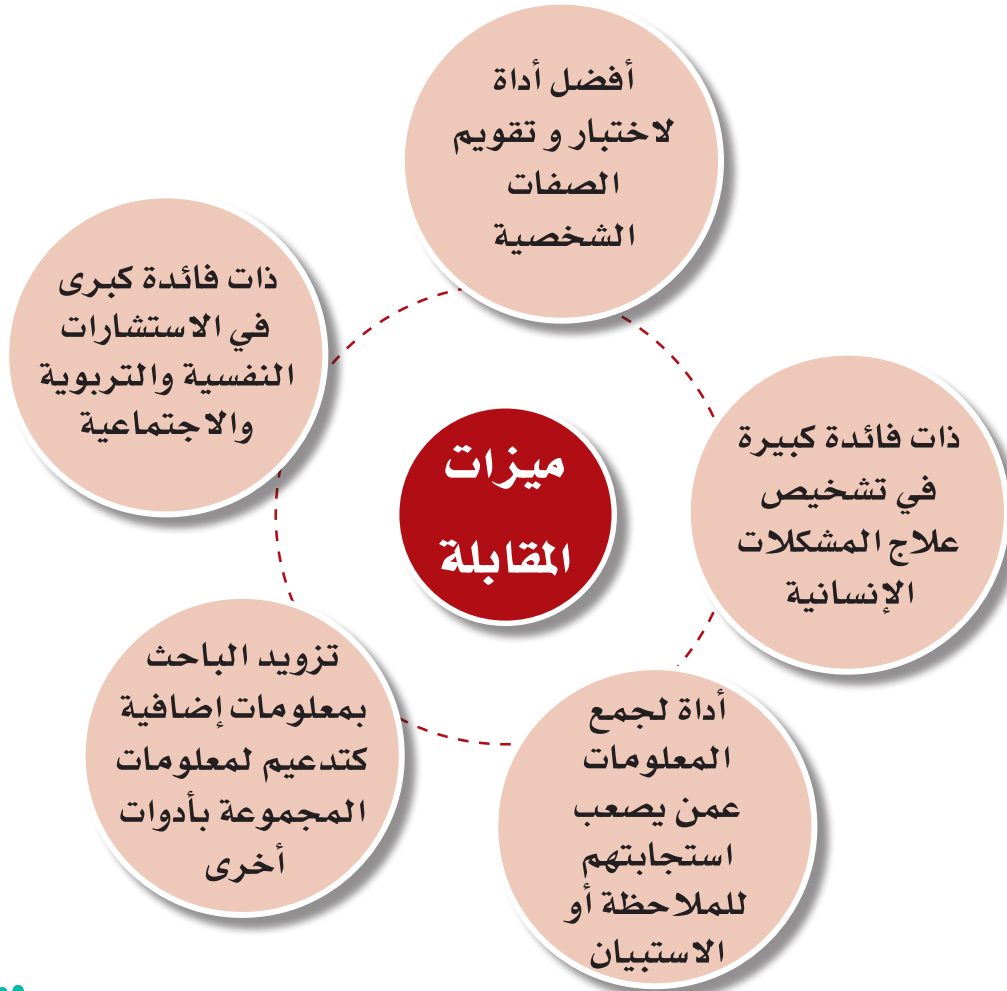 أفضل أداة
لاختبار و تقويم
الصفات
الشخصية
ذات فائدة كبيرة
في تشخيص
علاج المشكلات
الإنسانية
أداة لجمع
المعلومات
عمن يصعب
استجابتهم
للملاحظة أو
الاستبيان
تزويد الباحث
بمعلومات إضافية
كتدعيم لمعلومات
المجموعة بأدوات
أخرى
ذات فائدة كبرى
في الاستشارات
النفسية والتربوية
والاجتماعية
ميزات
المقابلة